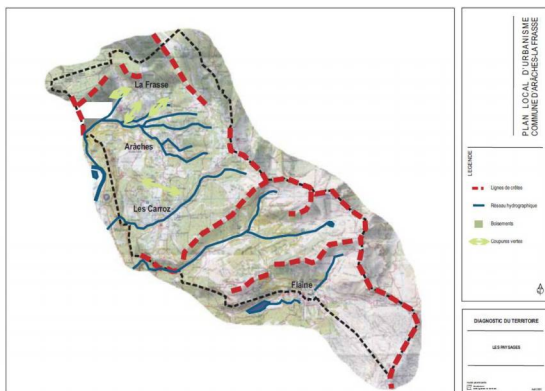 La Frasse
Arâches
Les Carroz
Flaine
PLAN LOCAL D'URBANISME
COMMUNE D'ARÂCHES-LA FRASSE
LEGENDE
Lignes de crêtes
Réseau hydrographique
Boisements
Coupures vertes
DIAGNOSTIC DU TERRITOIRE
LES PAYSAGES